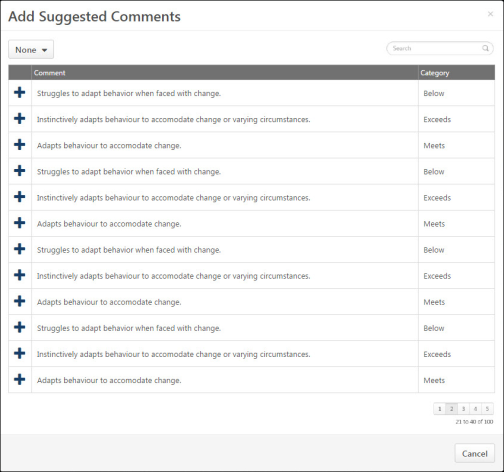 Add Suggested Comments
×
None
Search
Comment Category
Struggles to adapt behavior when faced with change. Below
Instinctively adapts behaviour to accomodate change or varying circumstances. Exceeds
Adapts behaviour to accomodate change. Meets
Struggles to adapt behavior when faced with change. Below
Instinctively adapts behaviour to accomodate change or varying circumstances. Exceeds
Adapts behaviour to accomodate change. Meets
Struggles to adapt behavior when faced with change. Below
Instinctively adapts behaviour to accomodate change or varying circumstances. Exceeds
Adapts behaviour to accomodate change. Meets
Struggles to adapt behavior when faced with change. Below
Instinctively adapts behaviour to accomodate change or varying circumstances. Exceeds
Adapts behaviour to accomodate change. Meets
1 2 3 4 5
21 to 40 of 100
Cancel